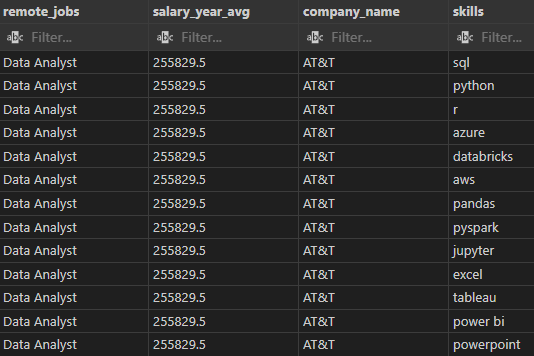 remote_jobs salary_year_avg company_name skills
abc Filter... abc Filter... abc Filter... abc Filter...
Data Analyst 255829.5 AT&T sql
Data Analyst 255829.5 AT&T python
Data Analyst 255829.5 AT&T r
Data Analyst 255829.5 AT&T azure
Data Analyst 255829.5 AT&T databricks
Data Analyst 255829.5 AT&T aws
Data Analyst 255829.5 AT&T pandas
Data Analyst 255829.5 AT&T pyspark
Data Analyst 255829.5 AT&T jupyter
Data Analyst 255829.5 AT&T excel
Data Analyst 255829.5 AT&T tableau
Data Analyst 255829.5 AT&T power bi
Data Analyst 255829.5 AT&T powerpoint